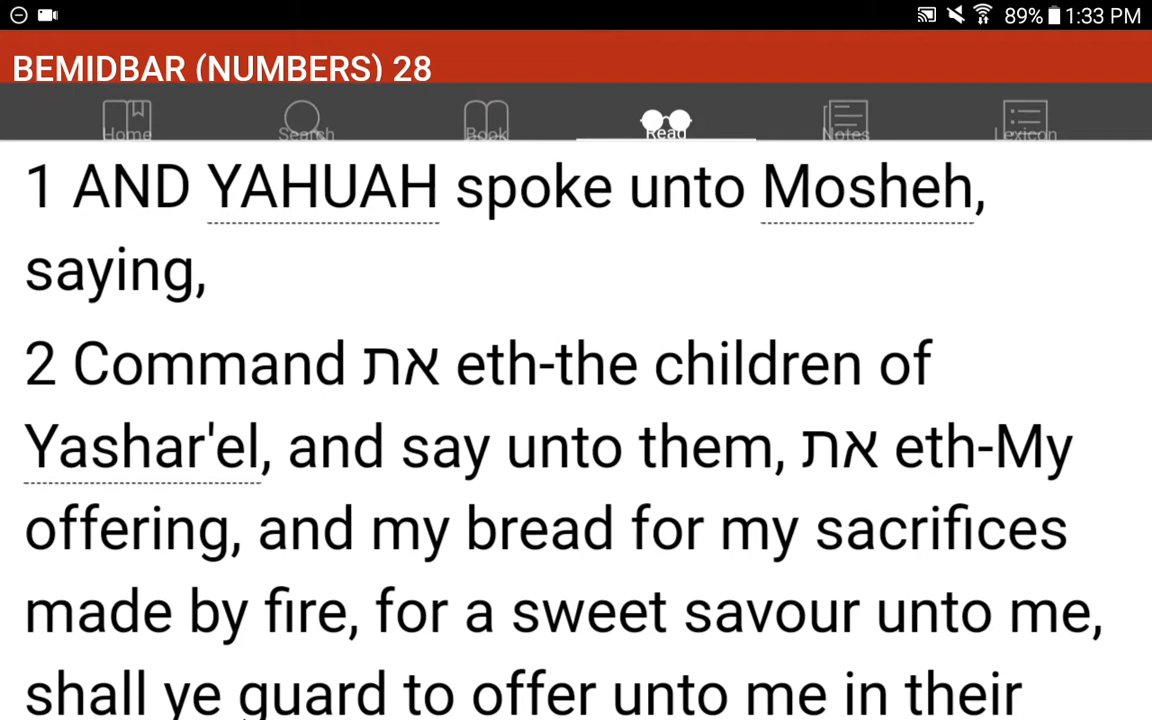 89% 1:33 PM
BEMIDBAR (NUMBERS) 28
Home Search Book Read Notes Lexicon
1 AND YAHUAH spoke unto Mosheh,
saying,
2 Command את eth-the children of
Yashar'el, and say unto them, את eth-My
offering, and my bread for my sacrifices
made by fire, for a sweet savour unto me,
shall ye guard to offer unto me in their